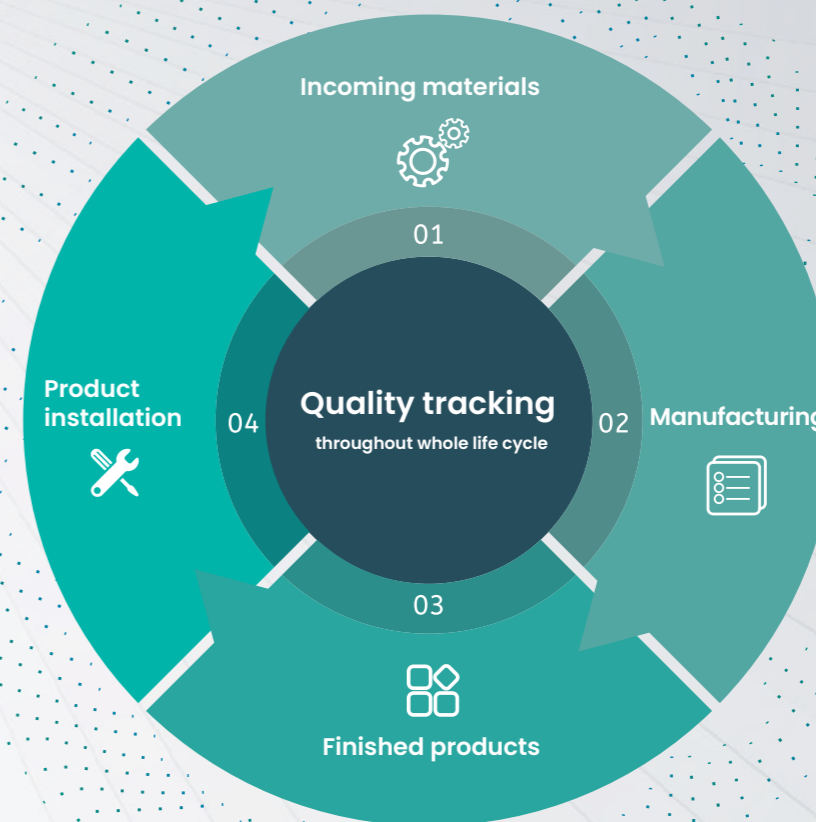 Incoming materials
01
Quality tracking
throughout whole life cycle
02
Manufacturing
03
Finished products
04
Product
installation